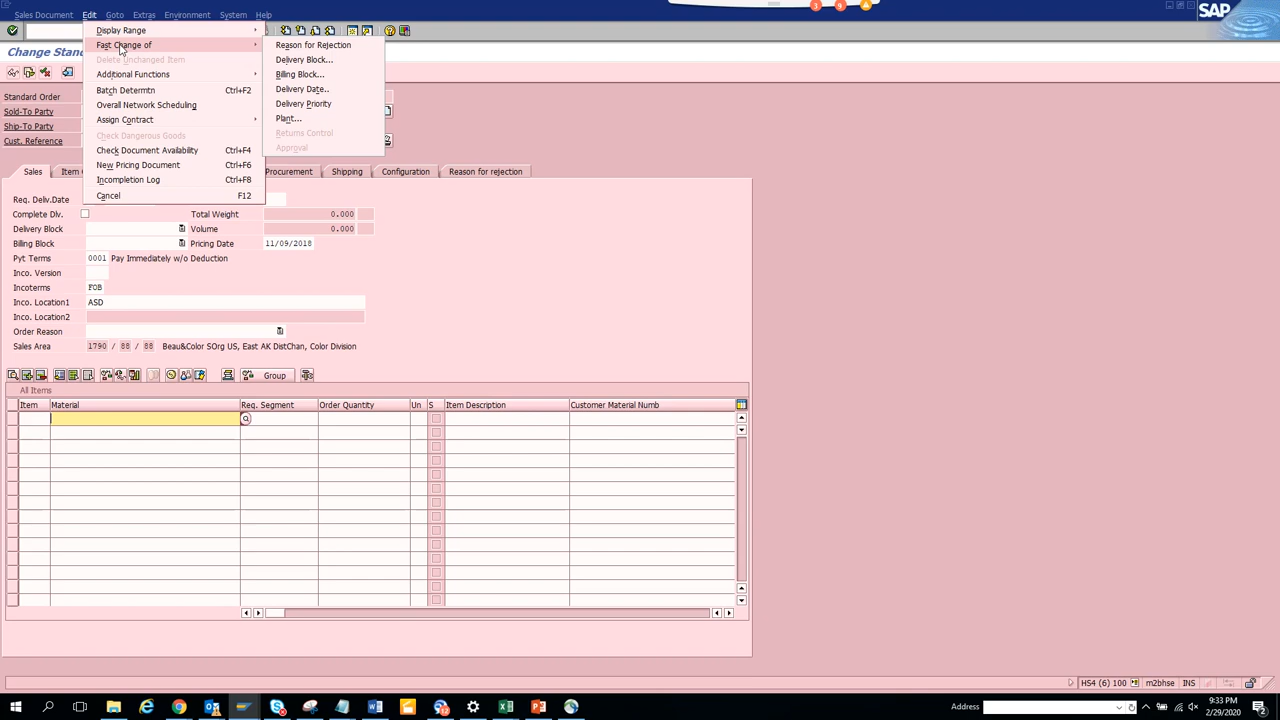 Sales Document Edit Goto Extras Environment System Help
SAP
3 9
Display Range
Fast Change of
Delete Unchanged Item
Additional Functions
Batch Determtn Ctrl+F2
Overall Network Scheduling
Assign Contract
Check Dangerous Goods
Check Document Availability Ctrl+F4
New Pricing Document Ctrl+F6
Incompletion Log Ctrl+F8
Cancel F12
Reason for Rejection
Delivery Block...
Billing Block...
Delivery Date..
Delivery Priority
Plant...
Returns Control
Approval
Change Stan
Standard Order
Sold-To Party
Ship-To Party
Cust. Reference
Sales Item Procurement Shipping Configuration Reason for rejection
Req. Deliv.Date
Complete Dlv. Total Weight 0.000
Delivery Block Volume 0.000
Billing Block Pricing Date 11/09/2018
Pyt Terms 0001 Pay Immediately w/o Deduction
Inco. Version
Incoterms FOB
Inco. Location1 ASD
Inco. Location2
Order Reason
Sales Area 1790 / 88 / 88 Beau&Color SOrg US, East AK DistChan, Color Division
Group
All Items
Item Material Req. Segment Order Quantity Un S Item Description Customer Material Numb
HS4 (6) 100 m2bhse INS
Address
9:33 PM
2/29/2020